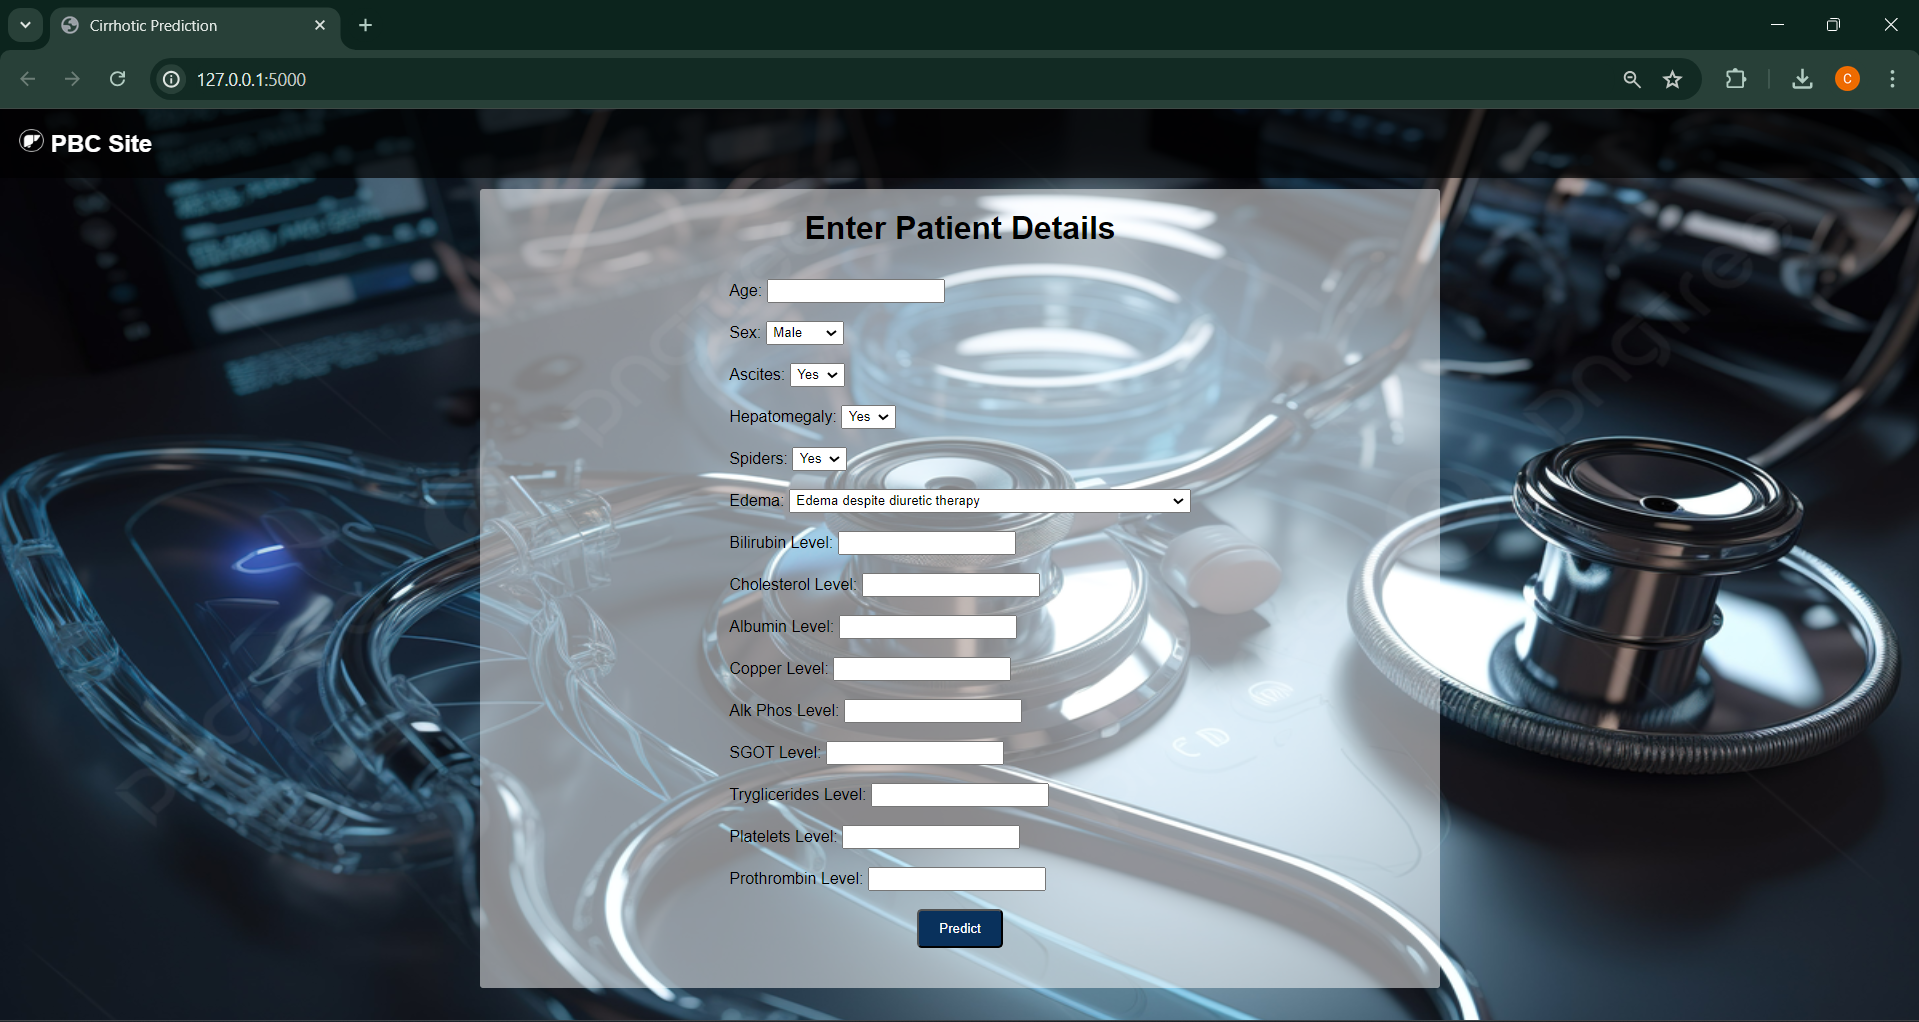 Cirrhotic Prediction
127.0.0.1:5000
C
PBC Site
Enter Patient Details
Age:
Sex: Male
Ascites: Yes
Hepatomegaly: Yes
Spiders: Yes
Edema: Edema despite diuretic therapy
Bilirubin Level:
Cholesterol Level:
Albumin Level:
Copper Level:
Alk Phos Level:
SGOT Level:
Tryglicerides Level:
Platelets Level:
Prothrombin Level:
Predict
pngtree